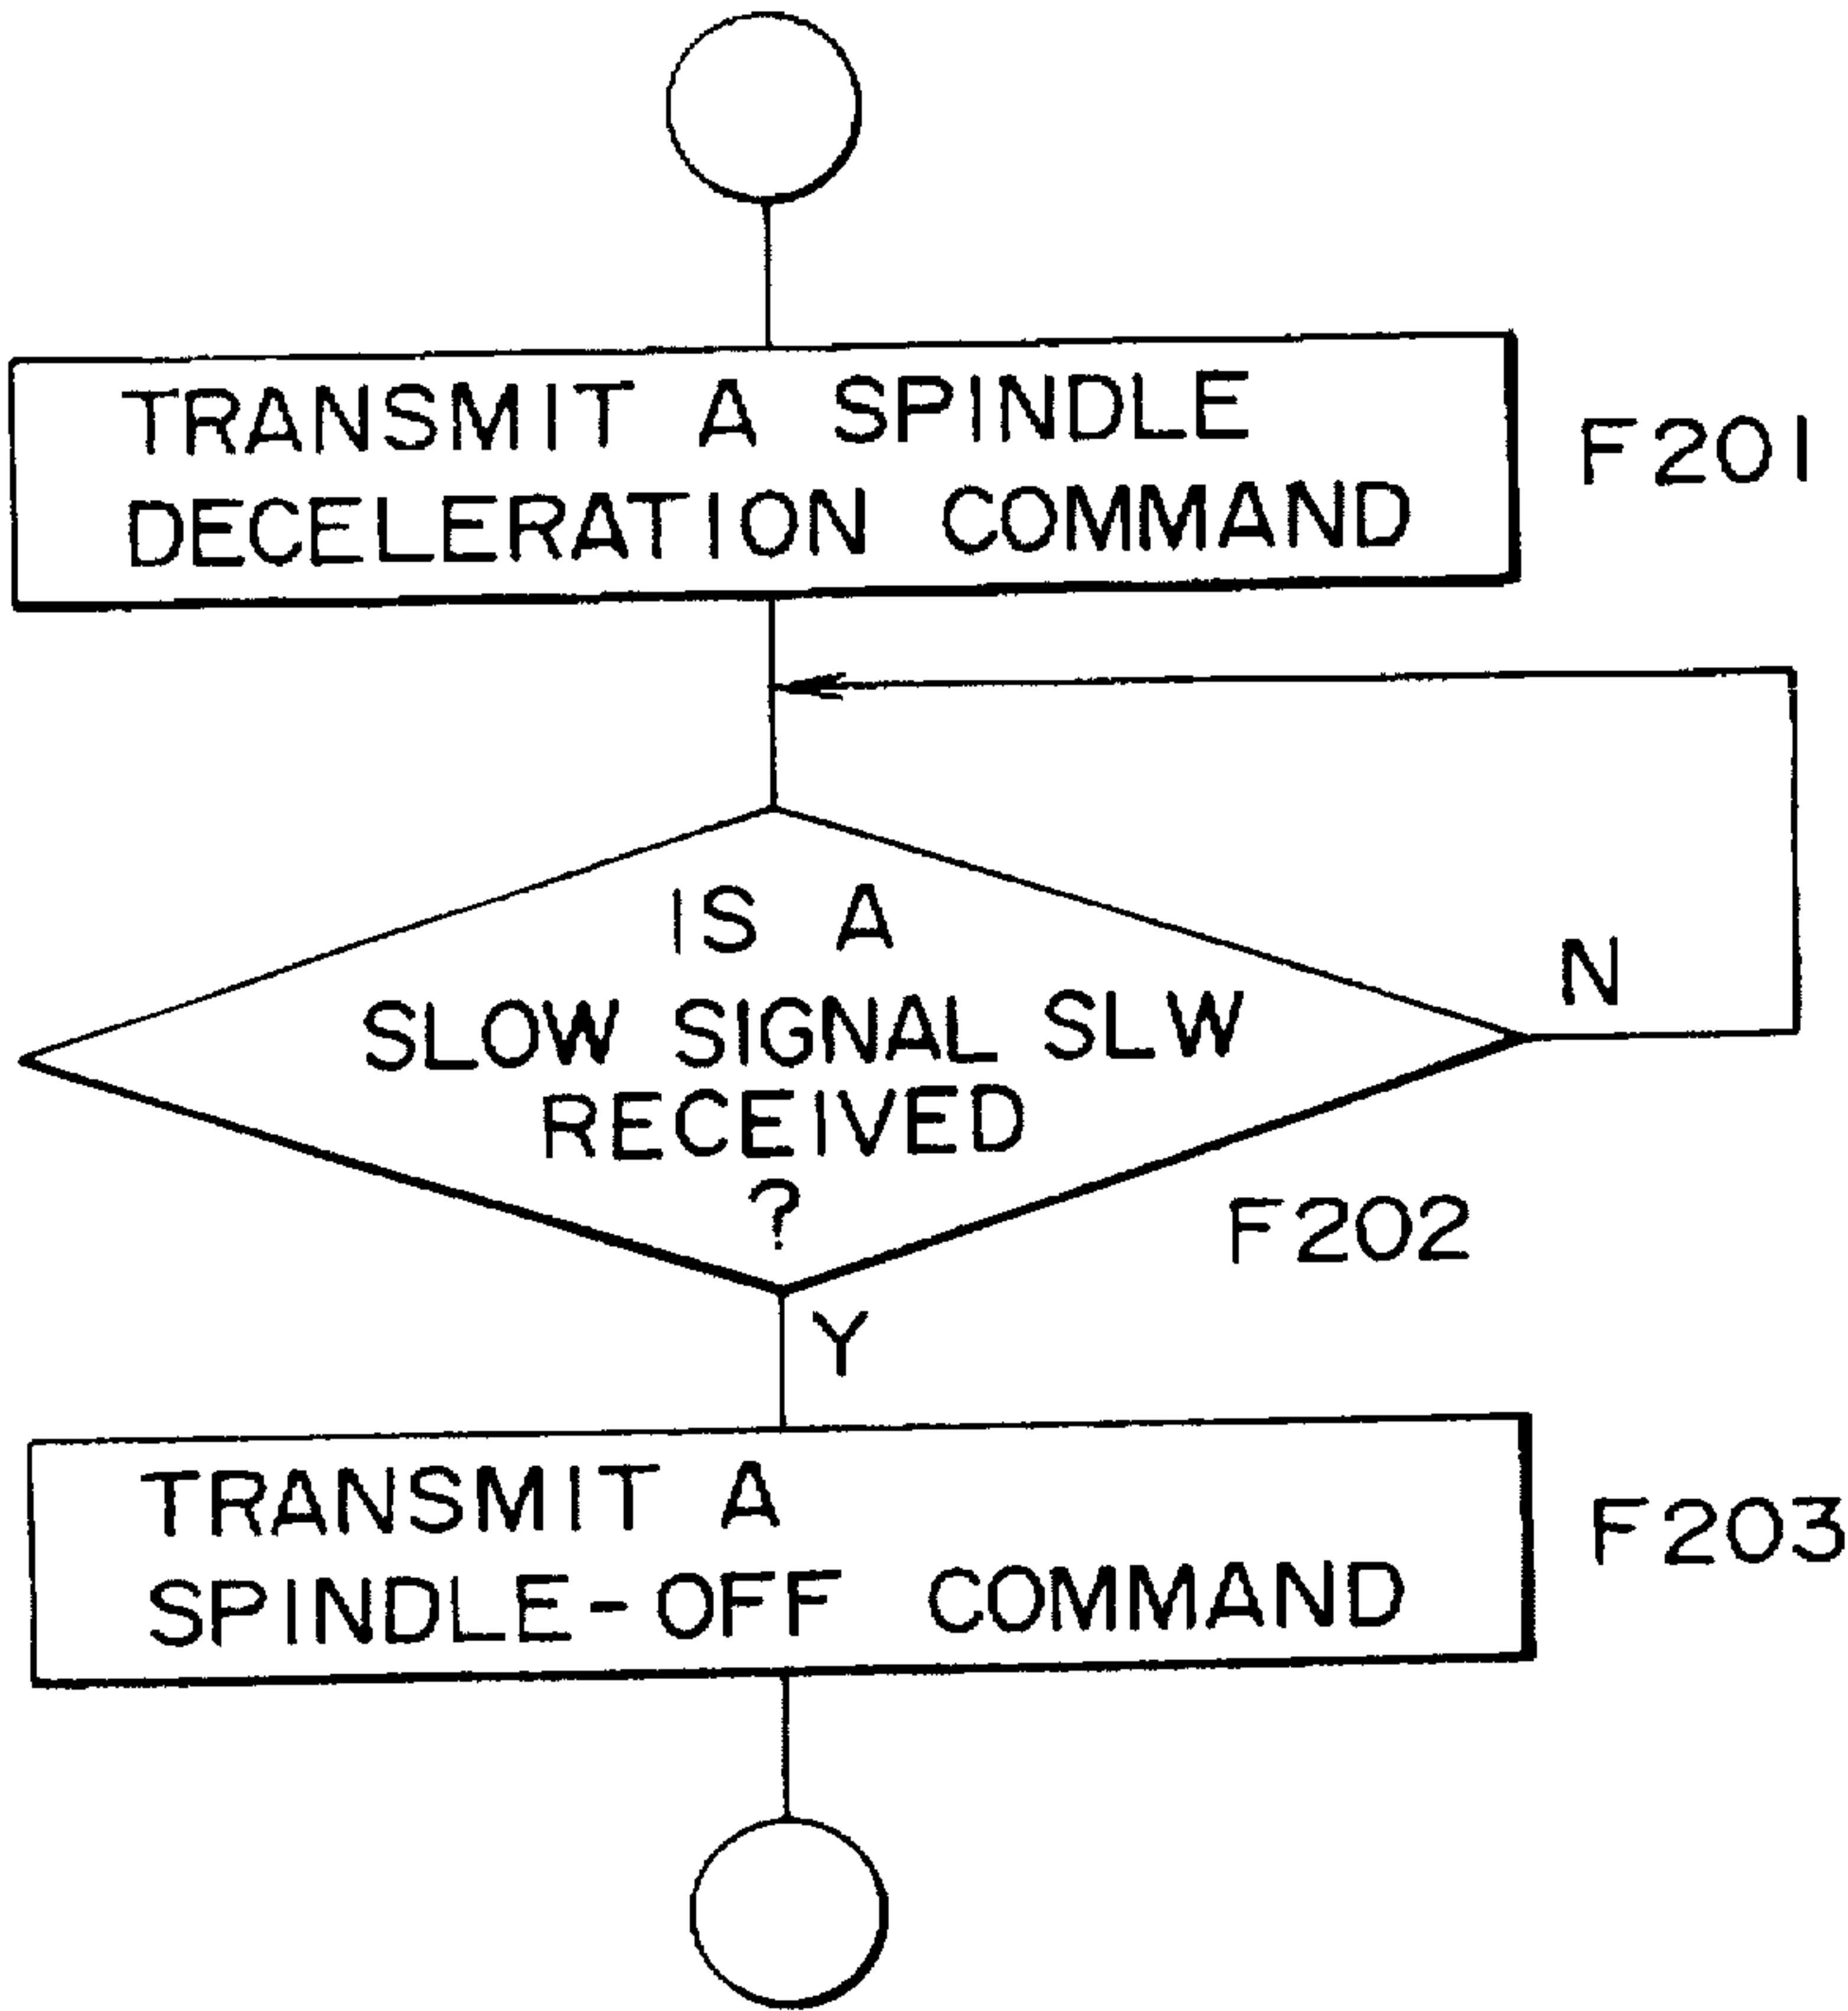 TRANSMIT A SPINDLE
DECELERATION COMMAND
F201
IS A
SLOW SIGNAL SLW
RECEIVED
?
N
F202
Y
TRANSMIT A
SPINDLE-OFF COMMAND
F203